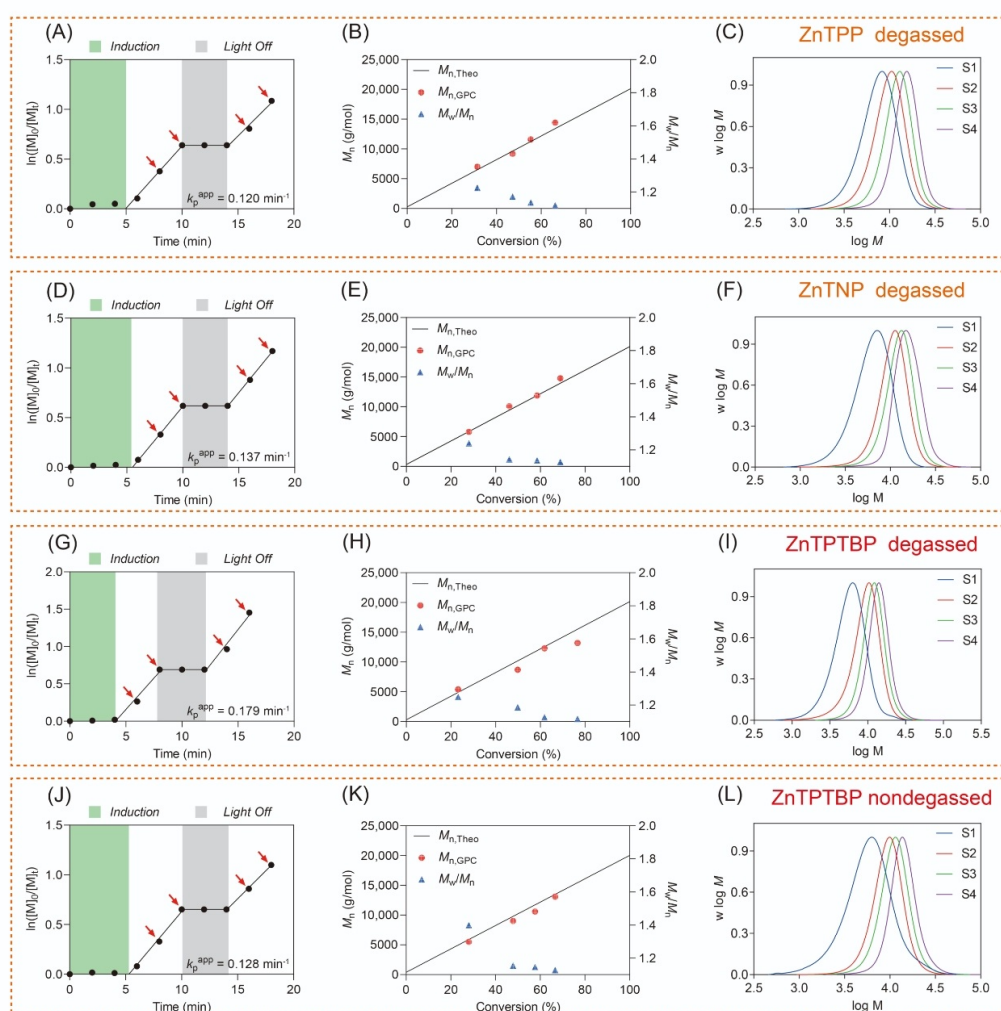 (A)
Induction
Light Off
ln([M]0/[M]t)
1.5
1.0
0.5
0.0
kpapp = 0.120 min-1
0 5 10 15 20
Time (min)
(B)
25,000
20,000
15,000
10,000
5000
0
Mn (g/mol)
Mn,Theo
Mn,GPC
Mw/Mn
2.0
1.8
1.6
1.4
1.2
Mw/Mn
0 20 40 60 80 100
Conversion (%)
(C)
ZnTPP degassed
w log M
0.9
0.6
0.3
0.0
S1
S2
S3
S4
2.5 3.0 3.5 4.0 4.5 5.0
log M
(D)
Induction
Light Off
ln([M]0/[M]t)
2.0
1.5
1.0
0.5
0.0
kpapp = 0.137 min-1
0 5 10 15 20
Time (min)
(E)
25,000
20,000
15,000
10,000
5000
0
Mn (g/mol)
Mn,Theo
Mn,GPC
Mw/Mn
2.0
1.8
1.6
1.4
1.2
Mw/Mn
0 20 40 60 80 100
Conversion (%)
(F)
ZnTNP degassed
w log M
0.9
0.6
0.3
0.0
S1
S2
S3
S4
2.5 3.0 3.5 4.0 4.5 5.0
log M
(G)
Induction
Light Off
ln([M]0/[M]t)
2.0
1.5
1.0
0.5
0.0
kpapp = 0.179 min-1
0 5 10 15 20
Time (min)
(H)
25,000
20,000
15,000
10,000
5000
0
Mn (g/mol)
Mn,Theo
Mn,GPC
Mw/Mn
2.0
1.8
1.6
1.4
1.2
Mw/Mn
0 20 40 60 80 100
Conversion (%)
(I)
ZnTPTBP degassed
w log M
0.9
0.6
0.3
0.0
S1
S2
S3
S4
2.5 3.0 3.5 4.0 4.5 5.0 5.5
log M
(J)
Induction
Light Off
ln([M]0/[M]t)
1.5
1.0
0.5
0.0
kpapp = 0.128 min-1
0 5 10 15 20
Time (min)
(K)
25,000
20,000
15,000
10,000
5000
0
Mn (g/mol)
Mn,Theo
Mn,GPC
Mw/Mn
2.0
1.8
1.6
1.4
1.2
Mw/Mn
0 20 40 60 80 100
Conversion (%)
(L)
ZnTPTBP nondegassed
w log M
0.9
0.6
0.3
0.0
S1
S2
S3
S4
2.5 3.0 3.5 4.0 4.5 5.0
log M